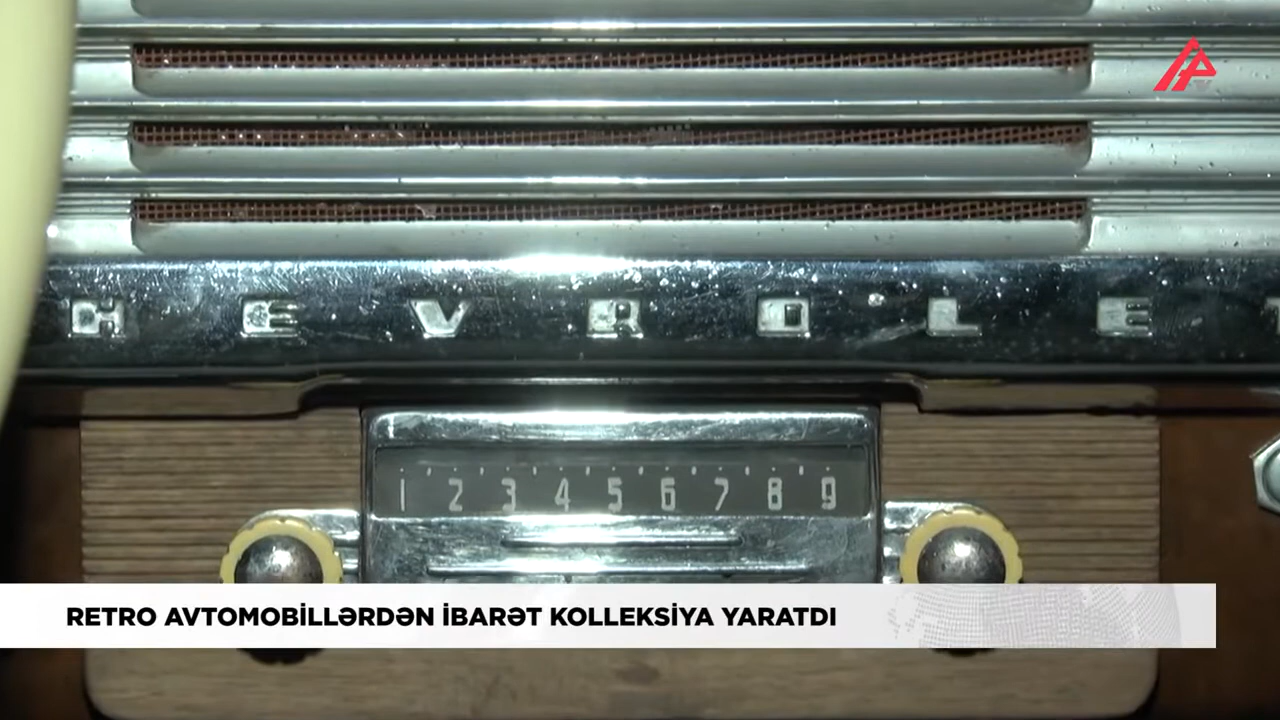 HEVROLE
1 2 3 4 5 6 7 8 9
RETRO AVTOMOBİLLƏRDƏN İBARƏT KOLLEKSİYA YARATDI